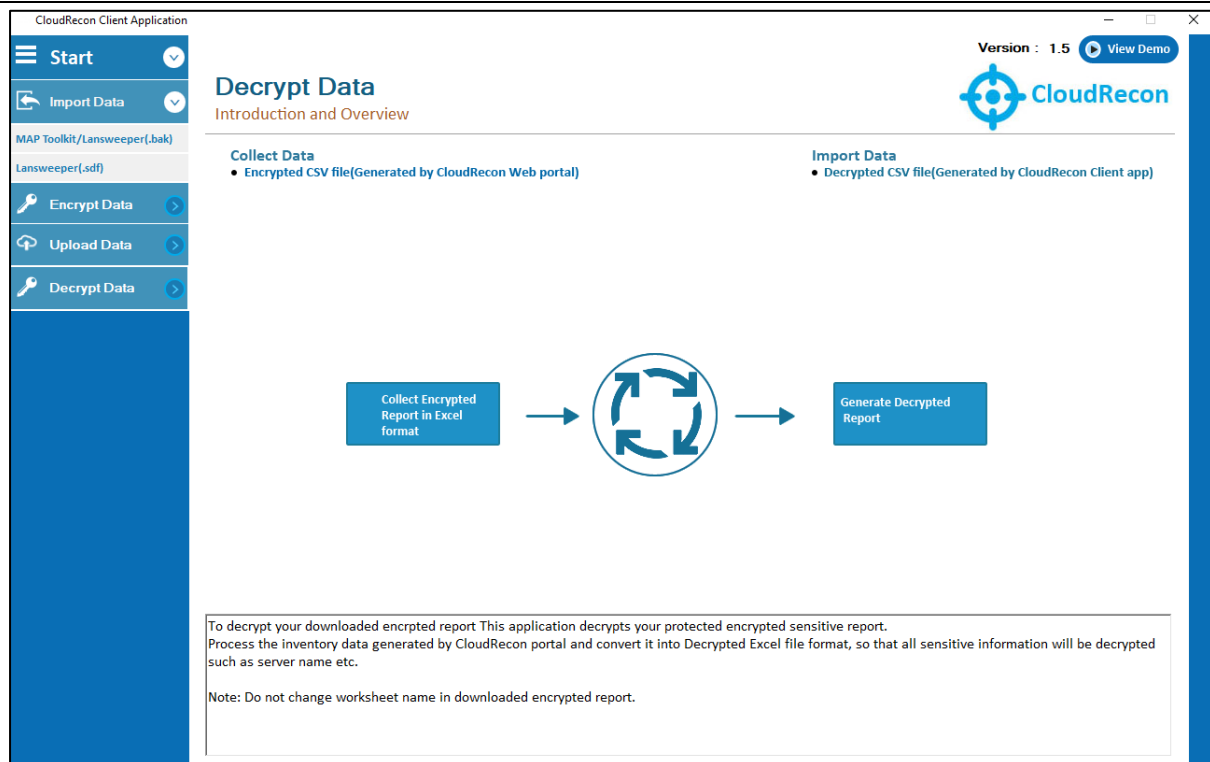 CloudRecon Client Application
Start
Import Data
MAP Toolkit/Lansweeper(.bak)
Lansweeper(.sdf)
Encrypt Data
Upload Data
Decrypt Data
Version : 1.5
View Demo
CloudRecon
Decrypt Data
Introduction and Overview
Collect Data
• Encrypted CSV file(Generated by CloudRecon Web portal)
Import Data
• Decrypted CSV file(Generated by CloudRecon Client app)
Collect Encrypted
Report in Excel
format
Generate Decrypted
Report
To decrypt your downloaded encrpted report This application decrypts your protected encrypted sensitive report.
Process the inventory data generated by CloudRecon portal and convert it into Decrypted Excel file format, so that all sensitive information will be decrypted
such as server name etc.
Note: Do not change worksheet name in downloaded encrypted report.